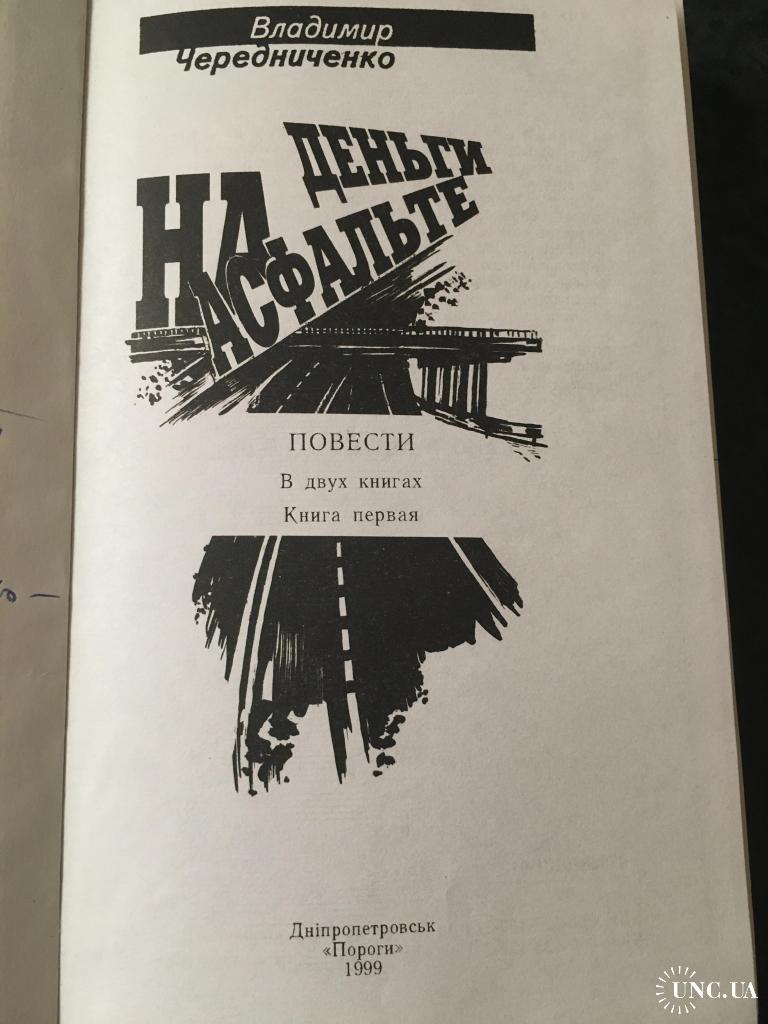 Владимир
Чередниченко
ДЕНЬГИ
НА
АСФАЛЬТЕ
ПОВЕСТИ
В двух книгах
Книга первая
Дніпропетровськ
«Пороги»
1999
UNC.UA